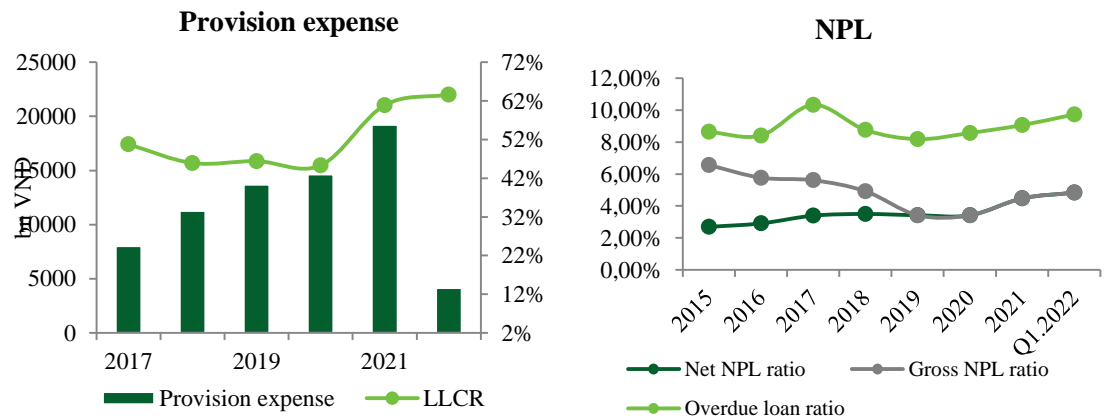 Provision expense
25000
20000
15000
10000
5000
0
bn VND
72%
62%
52%
42%
32%
22%
12%
2%
2017 2019 2021
Provision expense LLCR
NPL
12,00%
10,00%
8,00%
6,00%
4,00%
2,00%
0,00%
2015 2016 2017 2018 2019 2020 2021 Q1.2022
Net NPL ratio Gross NPL ratio
Overdue loan ratio